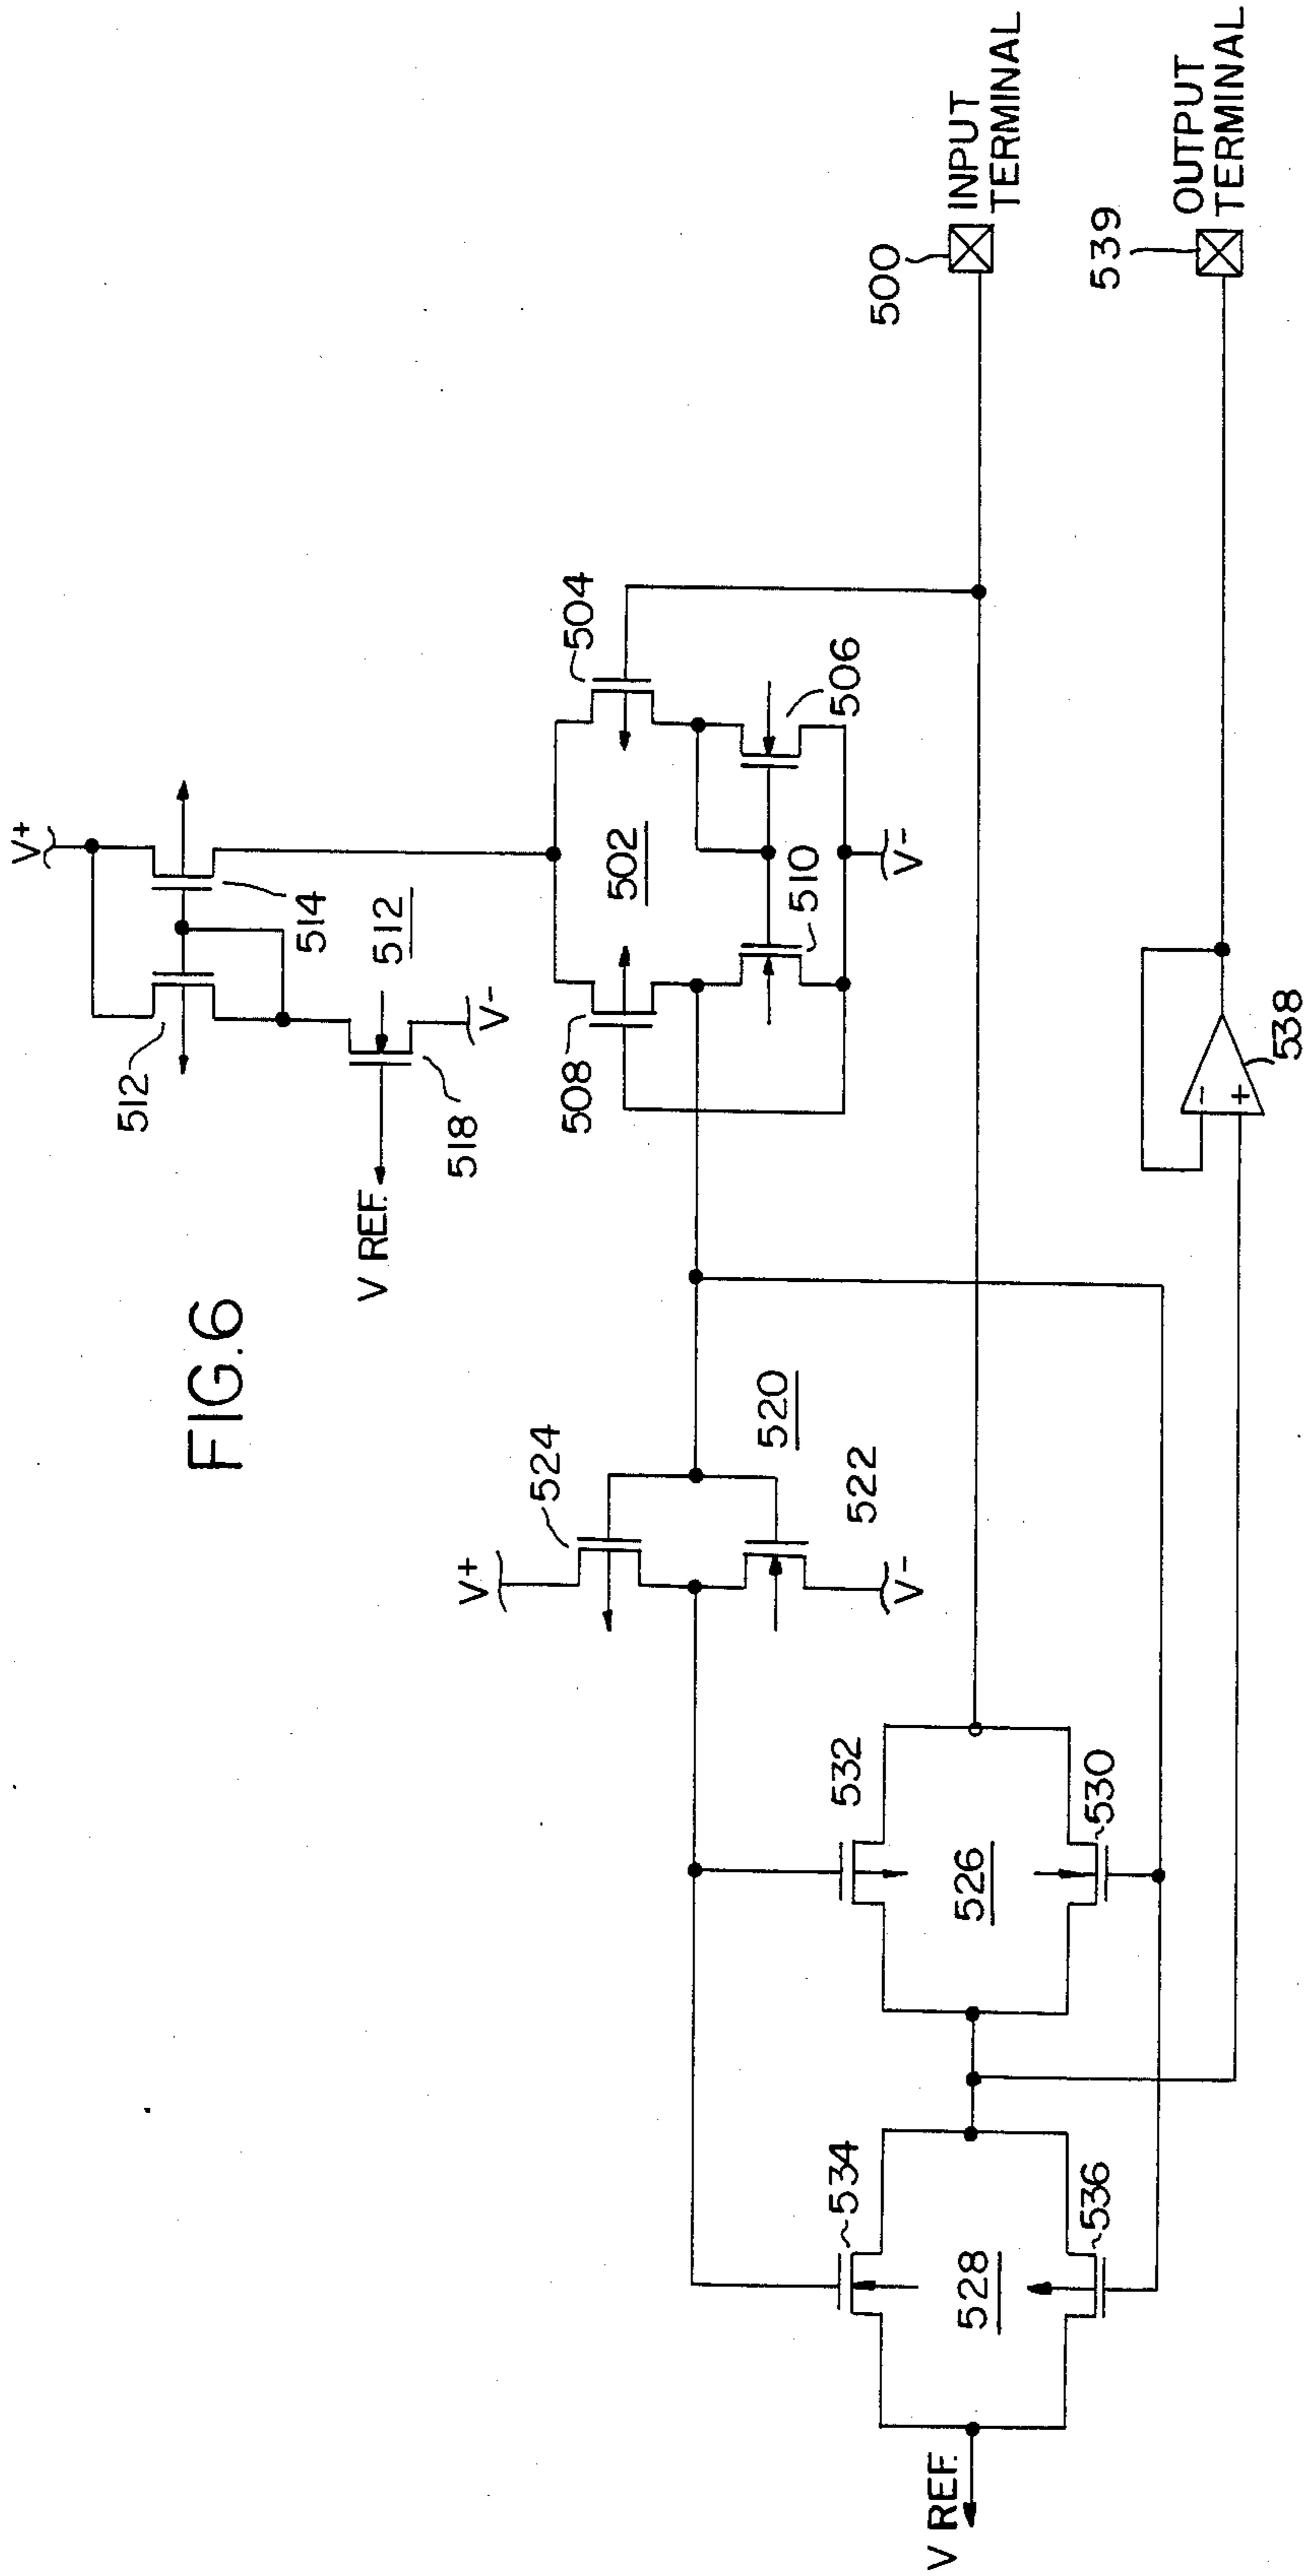 FIG.6
V+
512
514
V REF.
518
512
V-
508
502
504
510
506
V-
V+
524
520
522
V-
500
INPUT
TERMINAL
534
532
528
526
536
530
V REF.
538
-
+
539
OUTPUT
TERMINAL